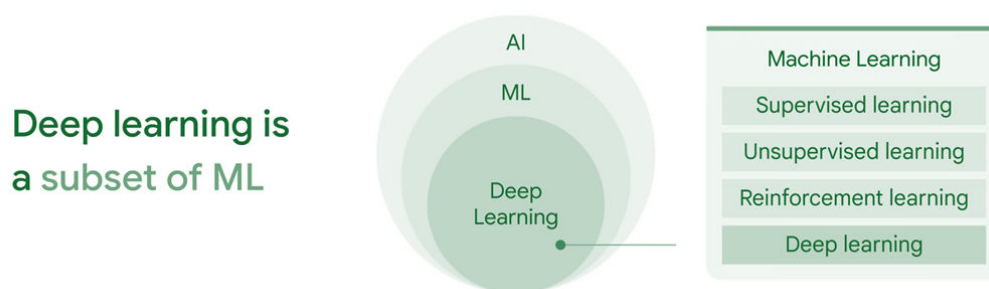 Deep learning is
a subset of ML
AI
ML
Deep
Learning
Machine Learning
Supervised learning
Unsupervised learning
Reinforcement learning
Deep learning